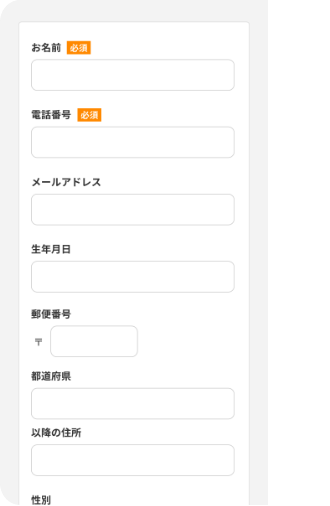 お名前 必須
電話番号 必須
メールアドレス
生年月日
郵便番号
〒
都道府県
以降の住所
性別